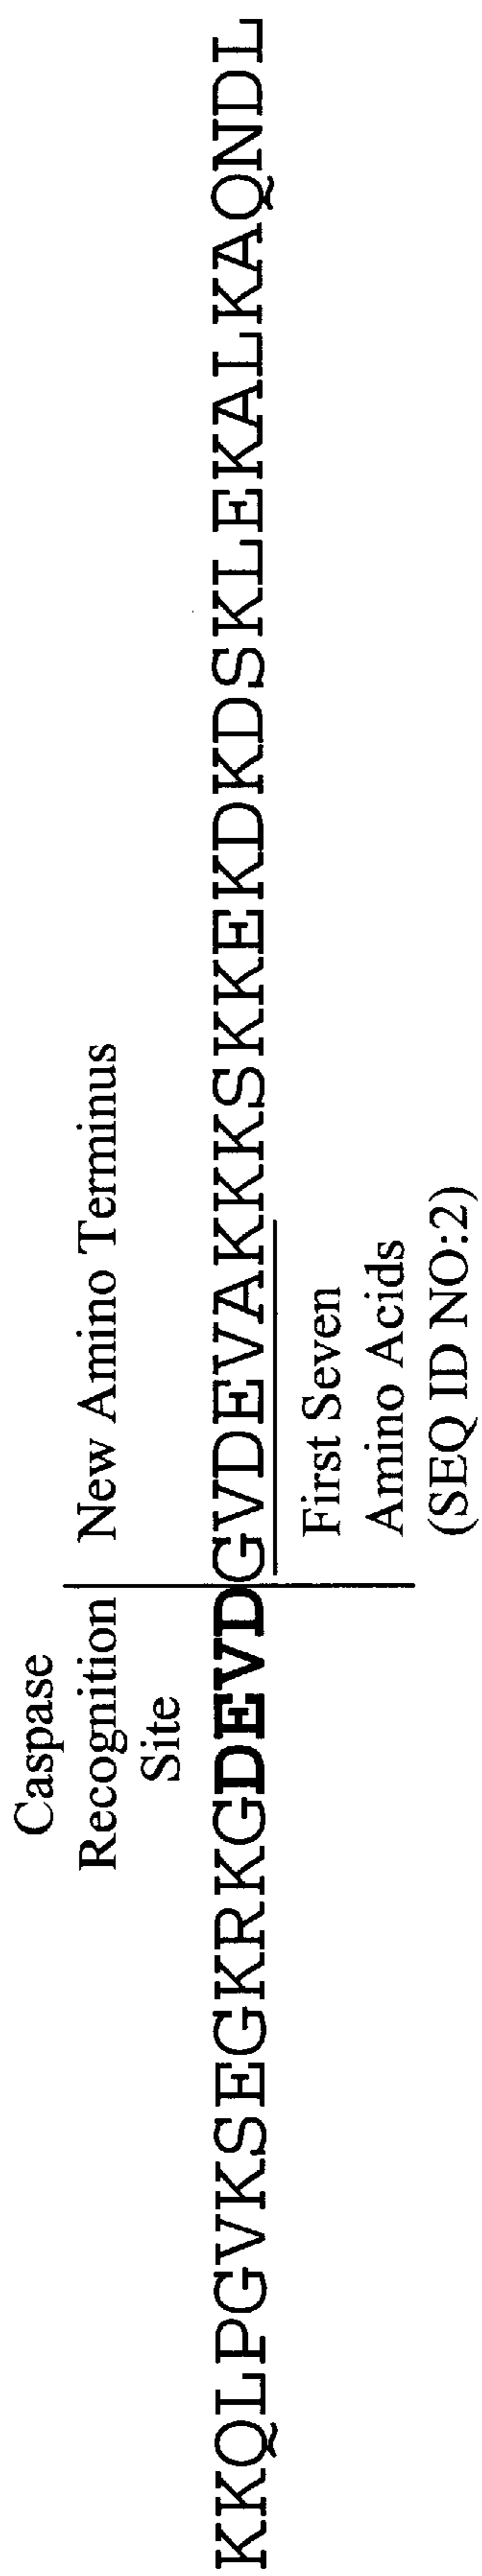 Caspase
Recognition
Site
New Amino Terminus
KKQLPGVKSEGKRKGDEVDGVDEVAKKKSKKEKDKDSKLEKALKAQNDL
First Seven
Amino Acids
(SEQ ID NO:2)